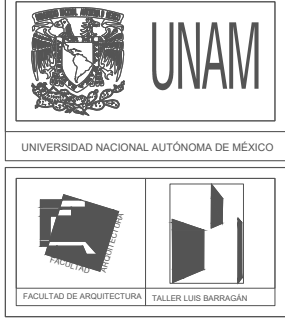 UNAM
UNIVERSIDAD NACIONAL AUTÓNOMA DE MÉXICO
FACULTAD
ARQUITECTURA
FACULTAD DE ARQUITECTURA
TALLER LUIS BARRAGÁN